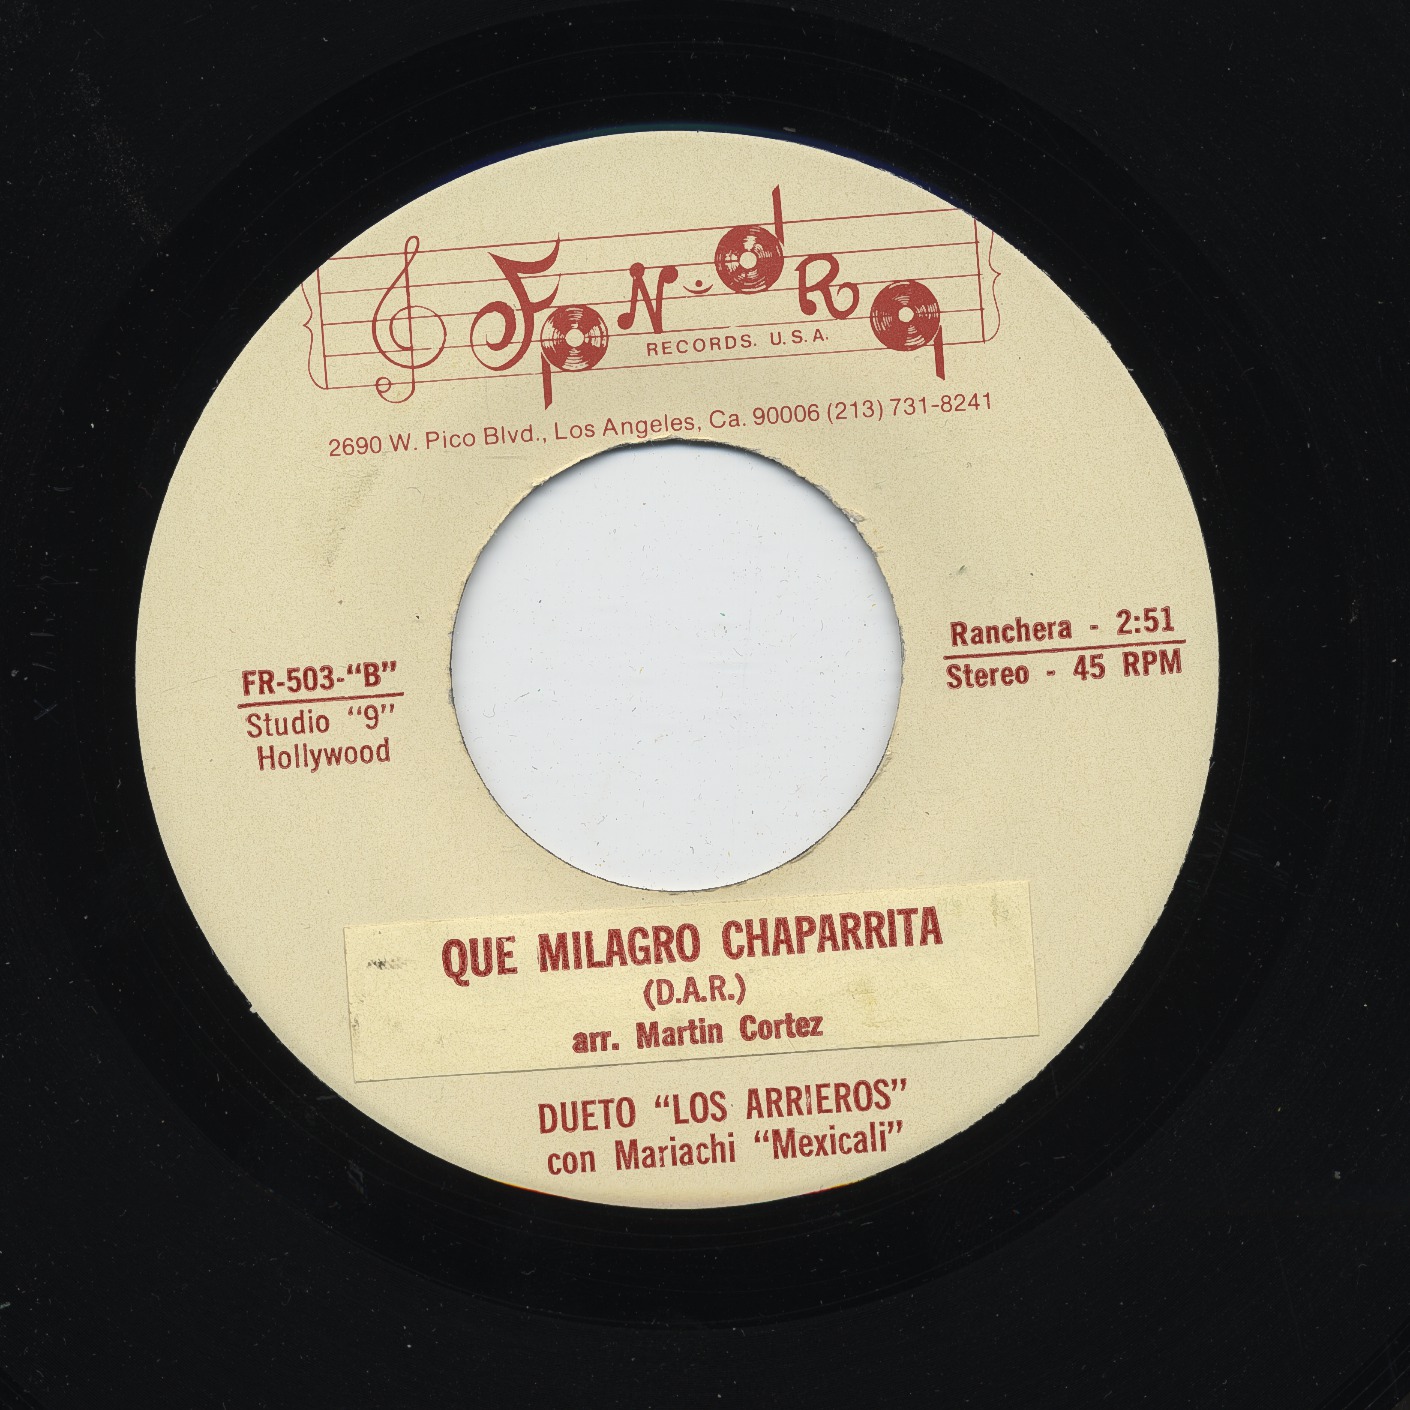 FONODRA
RECORDS. U.S.A.
2690 W. Pico Blvd., Los Angeles, Ca. 90006 (213) 731-8241
Ranchera - 2:51
Stereo - 45 RPM
FR-503-“B”
Studio “9”
Hollywood
QUE MILAGRO CHAPARRITA
(D.A.R.)
arr. Martin Cortez
DUETO “LOS ARRIEROS”
con Mariachi “Mexicali”